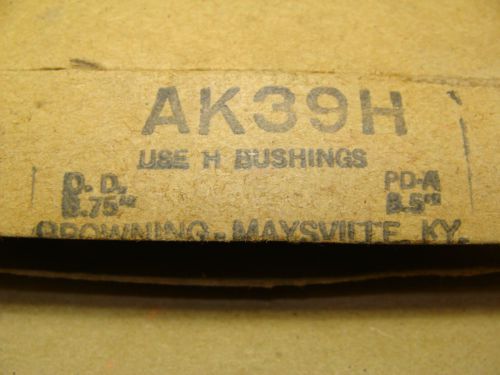 AK39H
USE H BUSHINGS
O.D. PD-A
3.75" 3.5"
BROWNING - MAYSVILLE, KY.